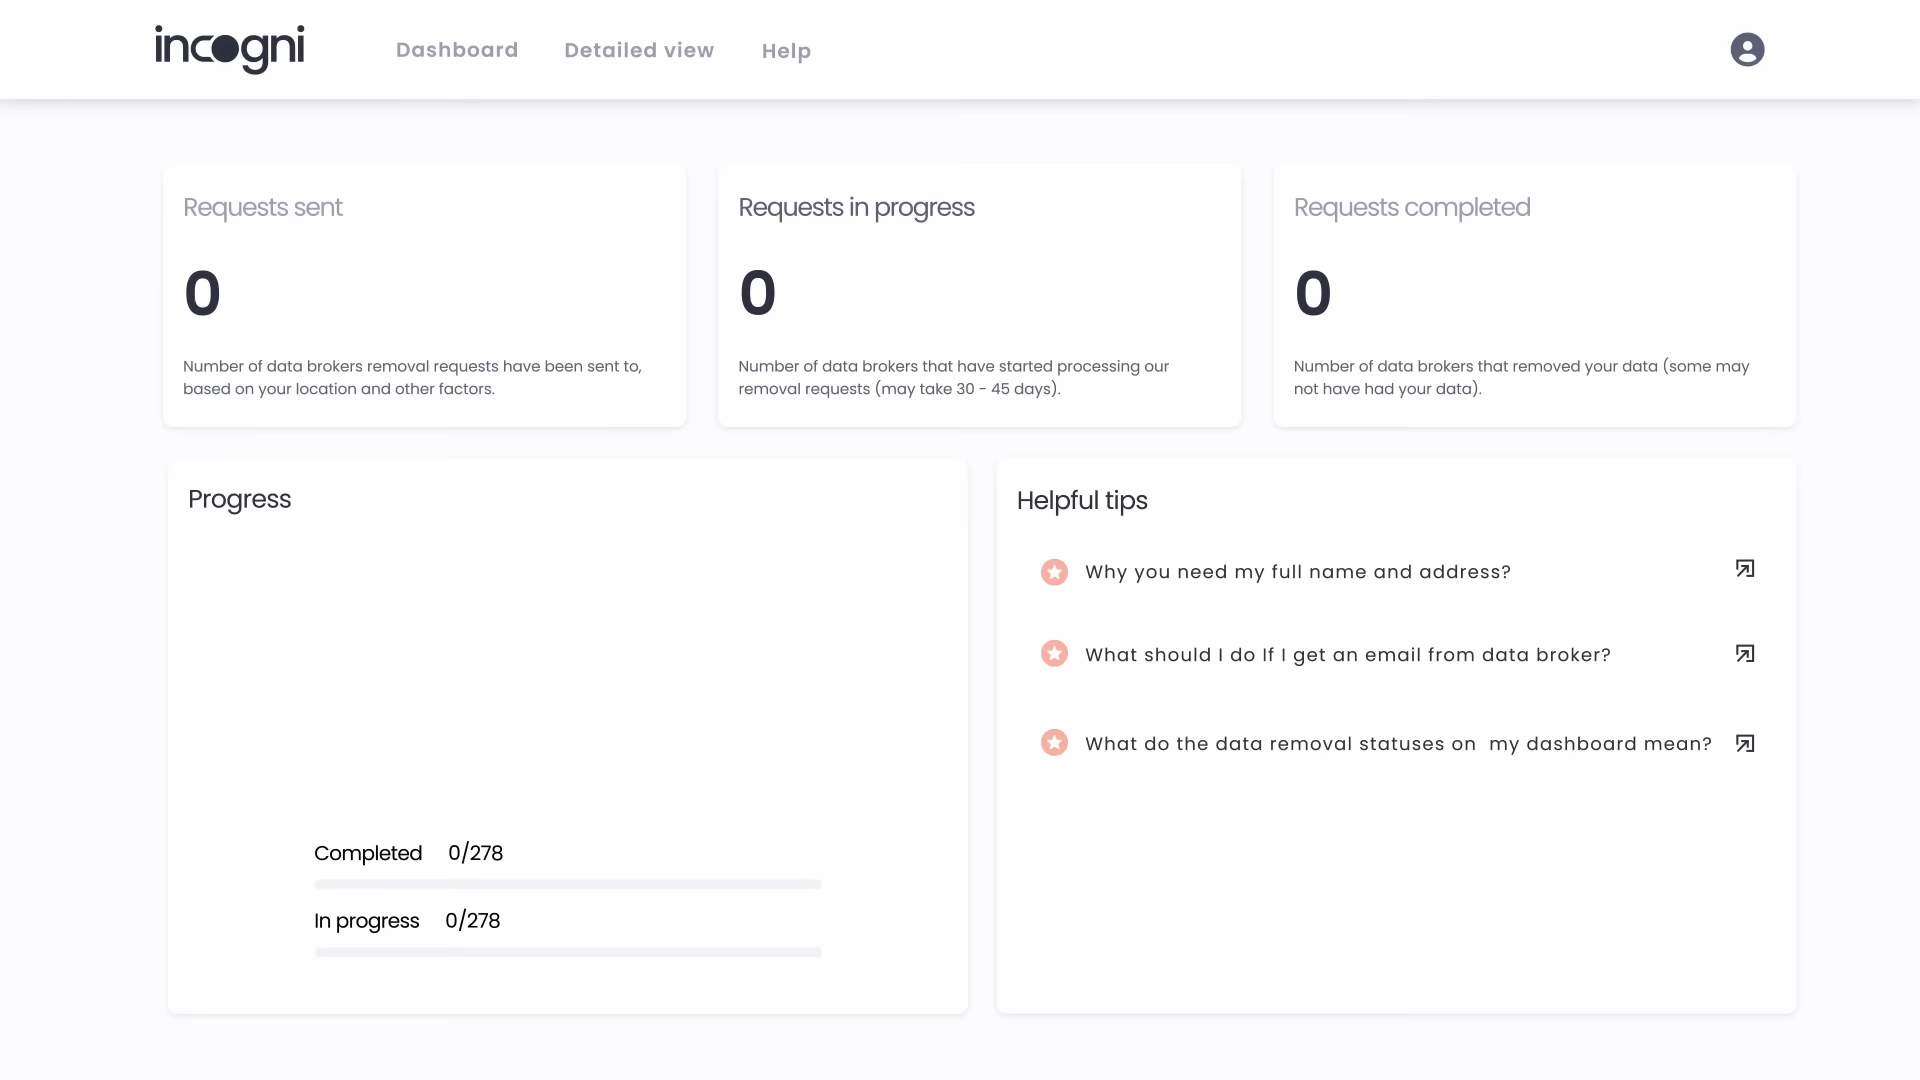 incogni
Dashboard
Detailed view
Help
Requests sent
0
Number of data brokers removal requests have been sent to,
based on your location and other factors.
Requests in progress
0
Number of data brokers that have started processing our
removal requests (may take 30 - 45 days).
Requests completed
0
Number of data brokers that removed your data (some may
not have had your data).
Progress
Completed 0/278
In progress 0/278
Helpful tips
Why you need my full name and address?
What should I do If I get an email from data broker?
What do the data removal statuses on my dashboard mean?